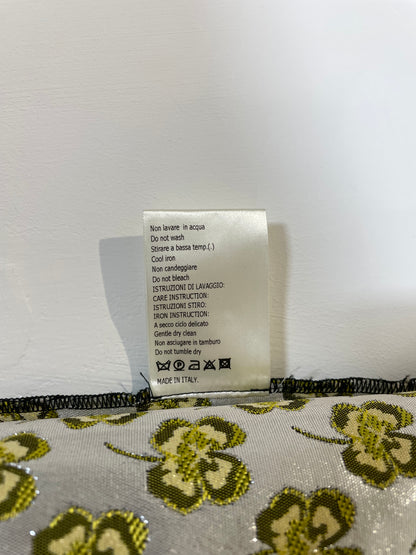 Non lavare in acqua
Do not wash
Stirare a bassa temp.(.)
Cool iron
Non candeggiare
Do not bleach
ISTRUZIONI DI LAVAGGIO:
CARE INSTRUCTION:
ISTRUZIONI STIRO:
IRON INSTRUCTION:
A secco ciclo delicato
Gentle dry clean
Non asciugare in tamburo
Do not tumble dry
MADE IN ITALY.